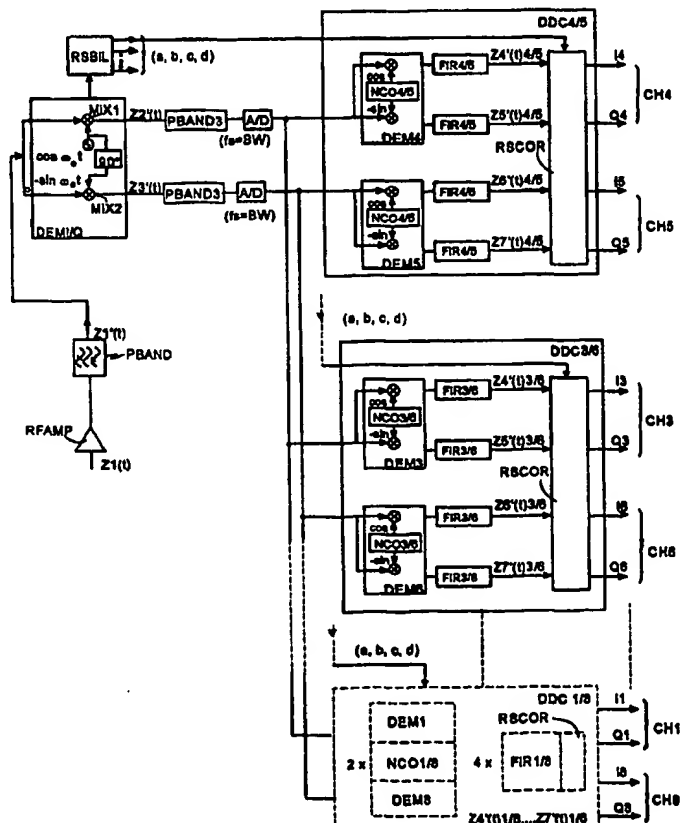 DDC4/5
RSBIL
(a, b, c, d)
MIX1
cos ω₀ t
90°
-sin ω₀ t
MIX2
DEMI/Q
Z2'(t)
PBAND3
A/D
(fs=BW)
Z3'(t)
PBAND3
A/D
(fs=BW)
Z1'(t)
PBAND
RFAMP
Z1(t)
cos
NCO4/5
-sin
DEM4
FIR4/5
Z4'(t)4/5
FIR4/5
Z5'(t)4/5
cos
NCO4/5
-sin
DEM5
FIR4/5
Z6'(t)4/5
FIR4/5
Z7'(t)4/5
RSCOR
I4
Q4
CH4
I5
Q5
CH5
(a, b, c, d)
DDC3/6
cos
NCO3/6
-sin
DEM3
FIR3/6
Z4'(t)3/6
FIR3/6
Z5'(t)3/6
cos
NCO3/6
-sin
DEM6
FIR3/6
Z6'(t)3/6
FIR3/6
Z7'(t)3/6
RSCOR
I3
Q3
CH3
I6
Q6
CH6
(a, b, c, d)
DDC 1/8
2 x
DEM1
NCO1/8
DEM8
4 x
FIR1/8
RSCOR
Z4'(t)1/8....Z7'(t)1/8
I1
Q1
CH1
I8
Q8
CH8